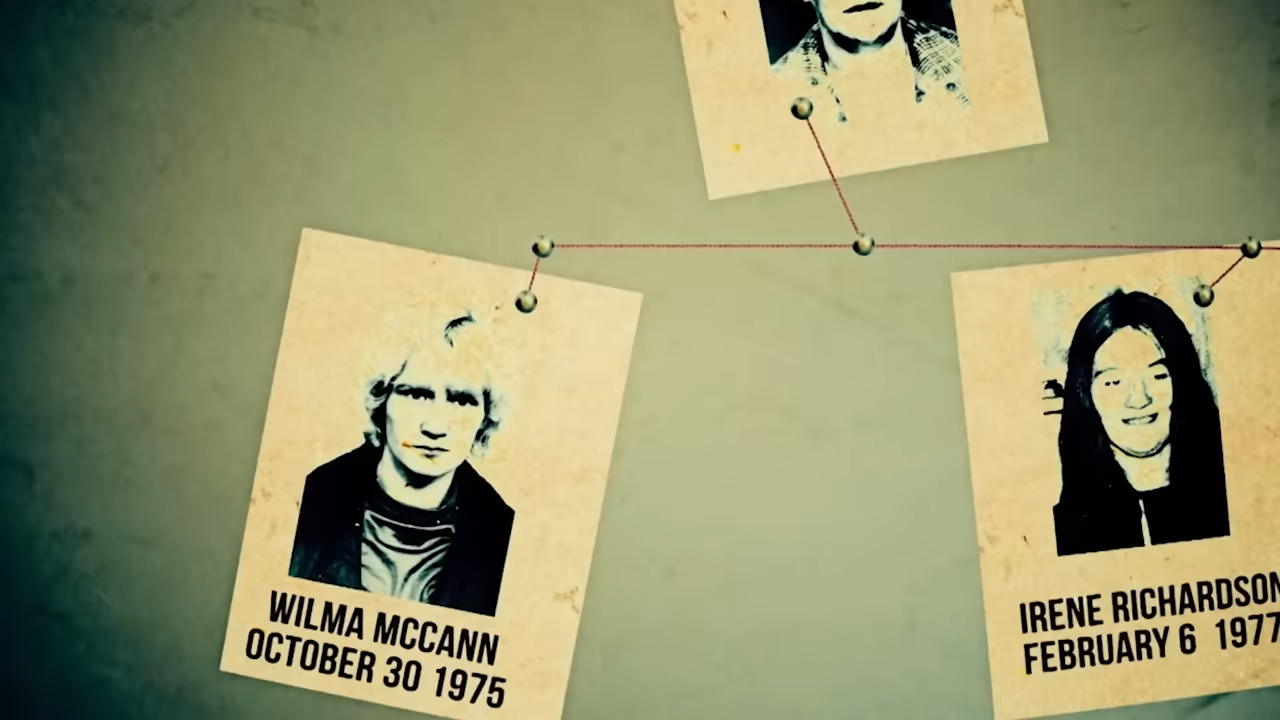 WILMA MCCANN
OCTOBER 30 1975
IRENE RICHARDSON
FEBRUARY 6 1977